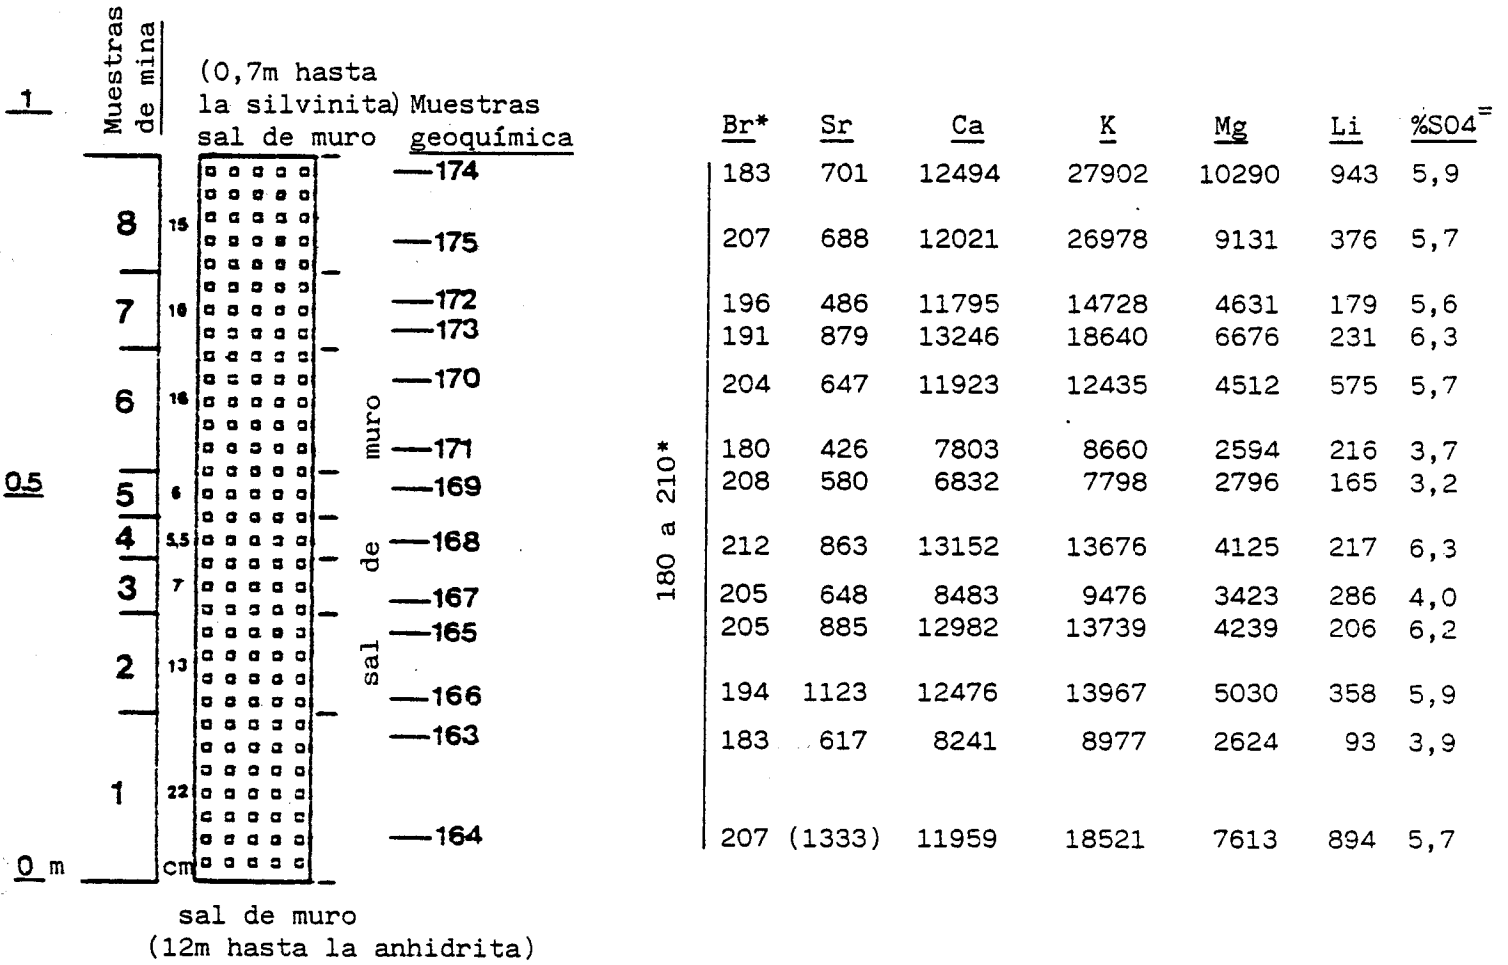 Muestras de mina
(0,7m hasta
la silvinita)
sal de muro
Muestras
geoquímica
Br* Sr Ca K Mg Li %SO4=
1
8 15
174 183 701 12494 27902 10290 943 5,9
175 207 688 12021 26978 9131 376 5,7
7 10
172 196 486 11795 14728 4631 179 5,6
173 191 879 13246 18640 6676 231 6,3
6 16
170 204 647 11923 12435 4512 575 5,7
171 180 426 7803 8660 2594 216 3,7
0.5
5 6
169 208 580 6832 7798 2796 165 3,2
4 5,5
168 212 863 13152 13676 4125 217 6,3
3 7
167 205 648 8483 9476 3423 286 4,0
165 205 885 12982 13739 4239 206 6,2
2 13
166 194 1123 12476 13967 5030 358 5,9
163 183 617 8241 8977 2624 93 3,9
1 22
164 207 (1333) 11959 18521 7613 894 5,7
0 m
cm
sal de muro
180 a 210*
sal de muro
(12m hasta la anhidrita)